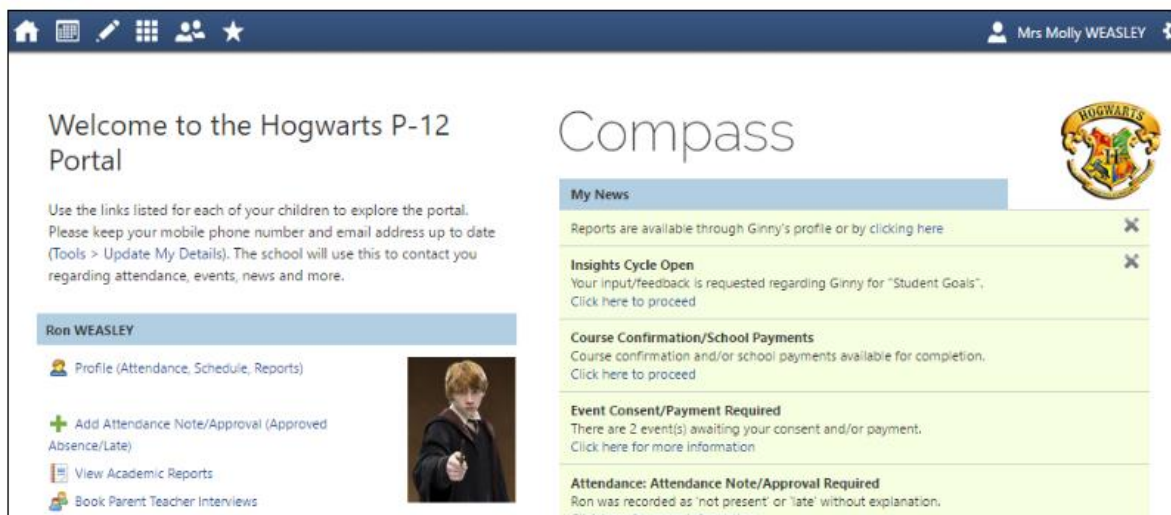 Mrs Molly WEASLEY
Welcome to the Hogwarts P-12
Portal
Use the links listed for each of your children to explore the portal.
Please keep your mobile phone number and email address up to date
(Tools > Update My Details). The school will use this to contact you
regarding attendance, events, news and more.
Ron WEASLEY
Profile (Attendance, Schedule, Reports)
Add Attendance Note/Approval (Approved
Absence/Late)
View Academic Reports
Book Parent Teacher Interviews
Compass
HOGWARTS
H
My News
Reports are available through Ginny's profile or by clicking here
Insights Cycle Open
Your input/feedback is requested regarding Ginny for "Student Goals".
Click here to proceed
Course Confirmation/School Payments
Course confirmation and/or school payments available for completion.
Click here to proceed
Event Consent/Payment Required
There are 2 event(s) awaiting your consent and/or payment.
Click here for more information
Attendance: Attendance Note/Approval Required
Ron was recorded as 'not present' or 'late' without explanation.